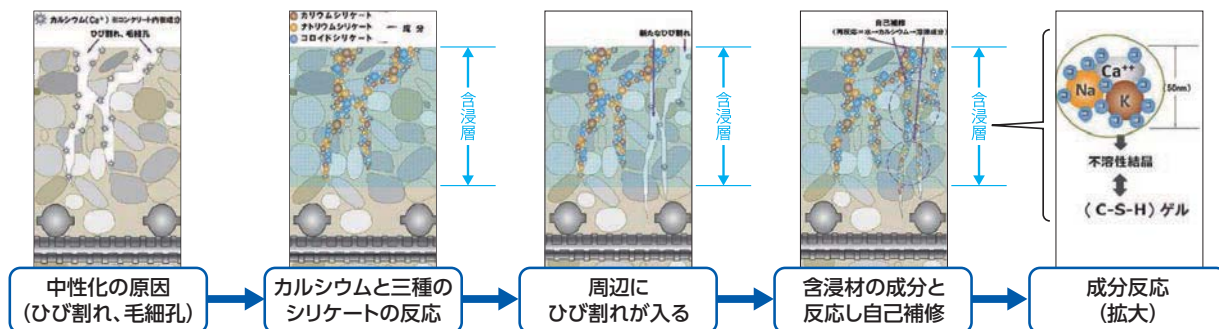 カルシウム(Ca⁺) ※コンクリート内部成分
ひび割れ、毛細孔
中性化の原因
(ひび割れ、毛細孔)
カリウムシリケート
ナトリウムシリケート
コロイドシリケート
成分
含浸層
カルシウムと三種の
シリケートの反応
新たなひび割れ
含浸層
周辺に
ひび割れが入る
自己補修
含浸層
含浸材の成分と
反応し自己補修
Ca⁺⁺
Na
K
(50nm)
不溶性結晶
(C-S-H)ゲル
成分反応
(拡大)